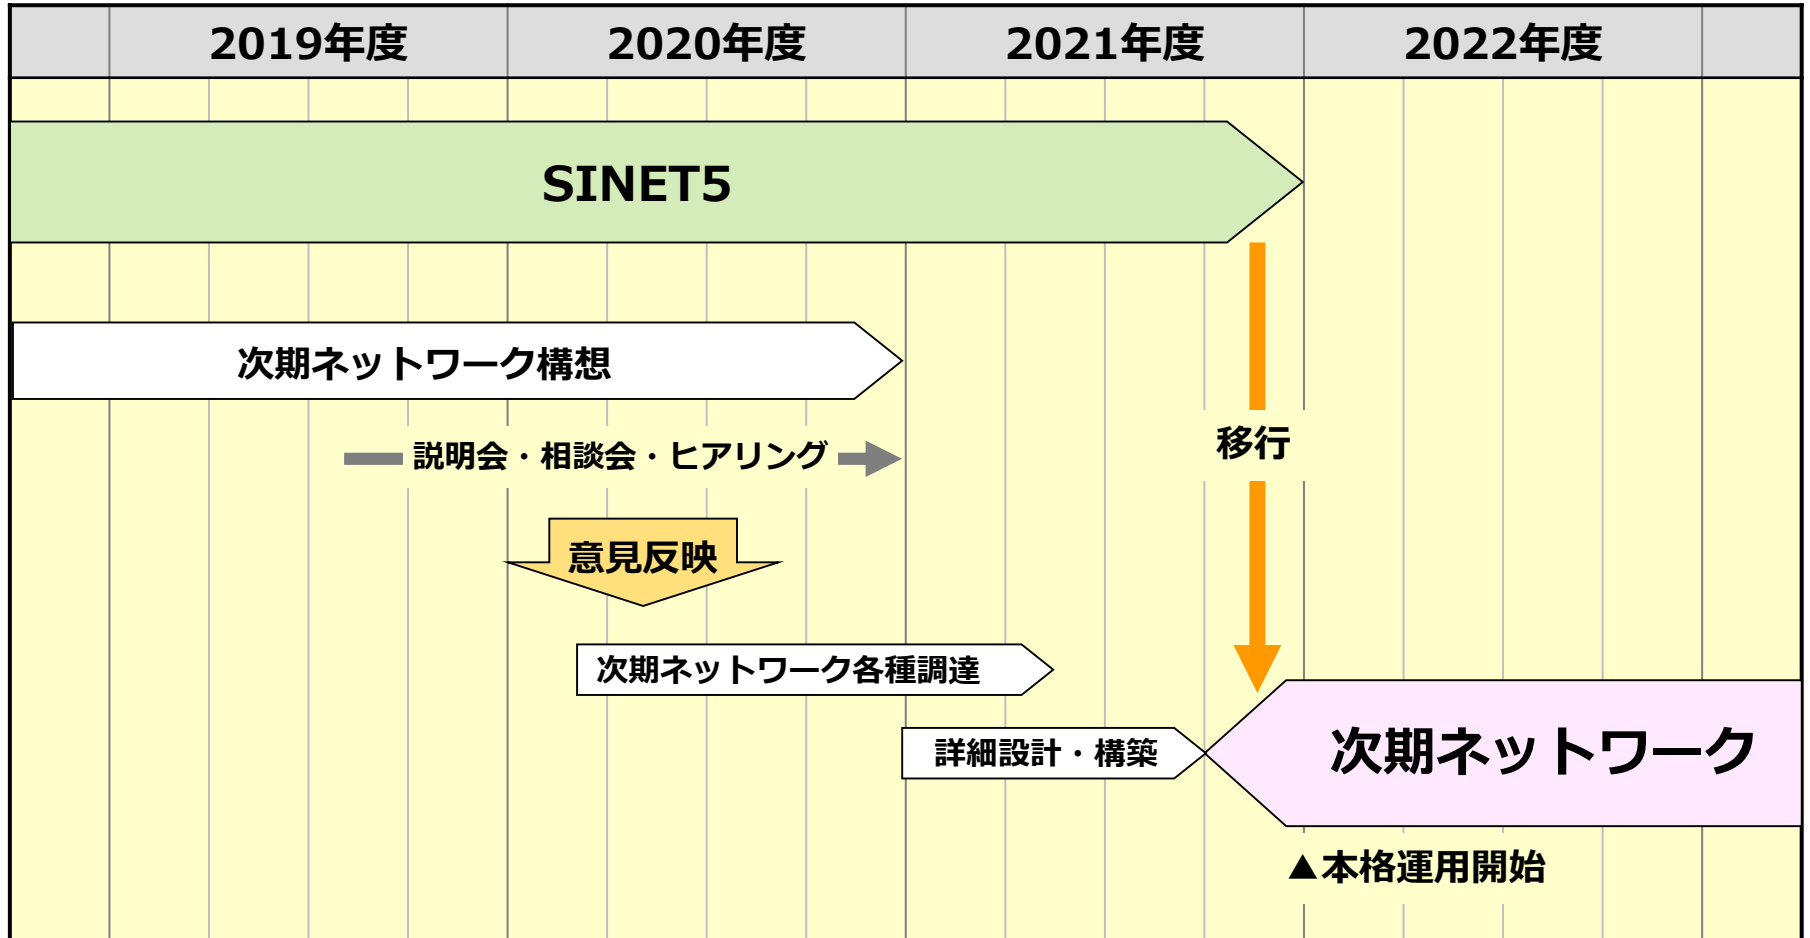 2019年度 2020年度 2021年度 2022年度
SINET5
次期ネットワーク構想
説明会・相談会・ヒアリング
移行
意見反映
次期ネットワーク各種調達
詳細設計・構築
次期ネットワーク
▲本格運用開始